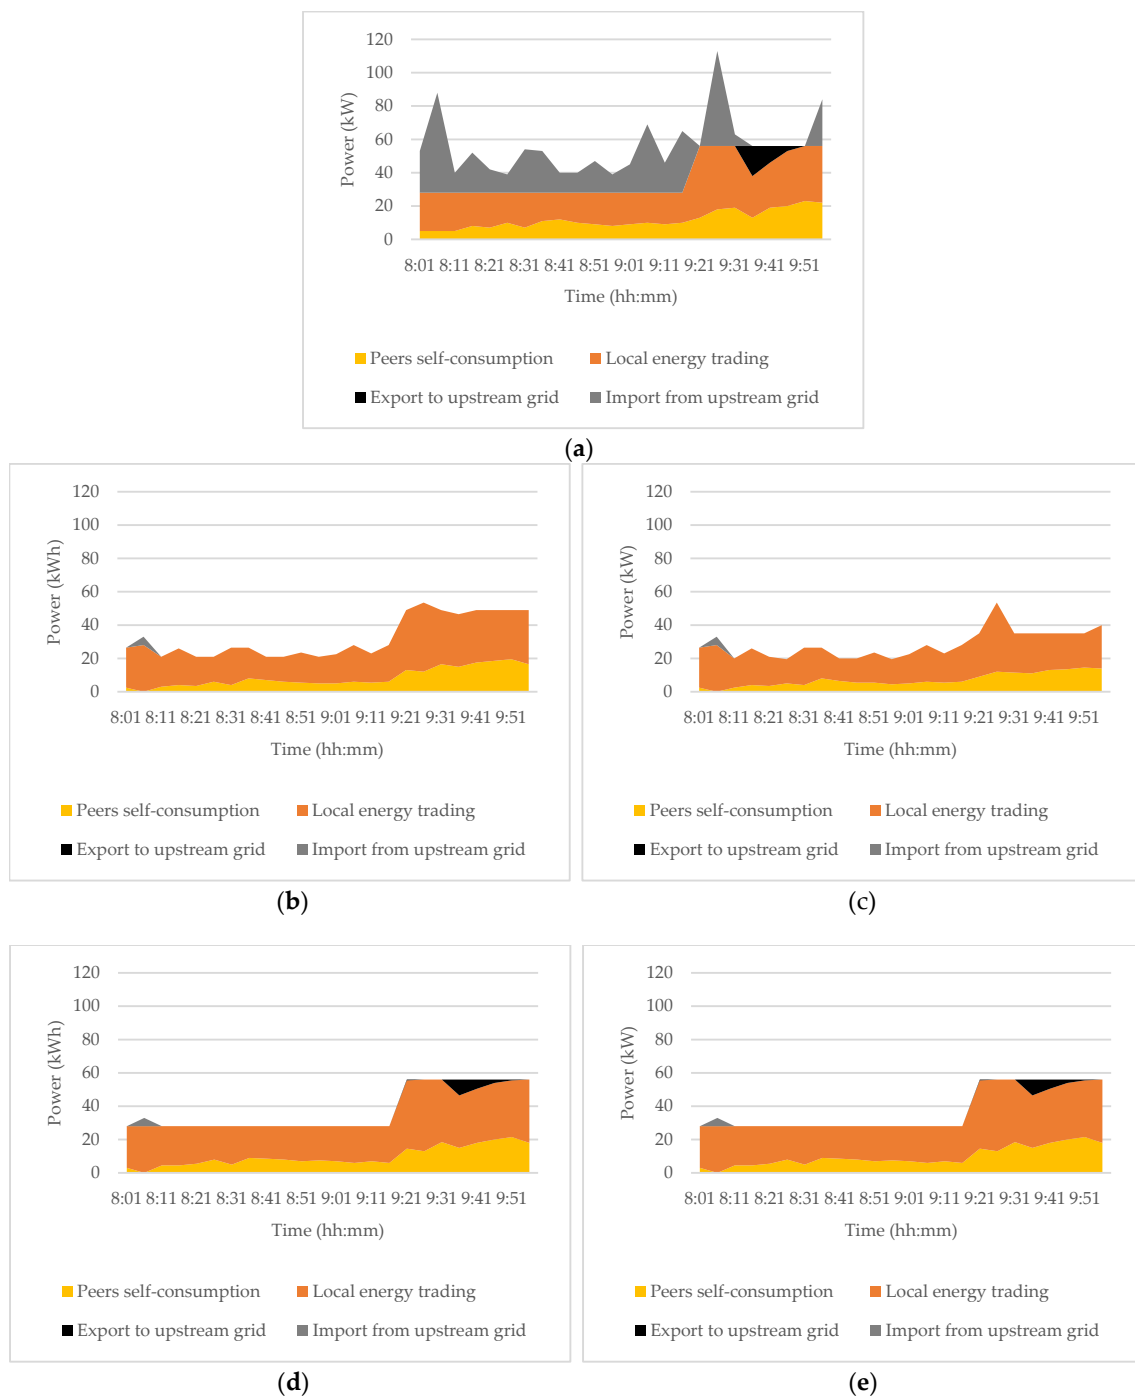 120
100
80
60
40
20
0
Power (kW)
8:01 8:11 8:21 8:31 8:41 8:51 9:01 9:11 9:21 9:31 9:41 9:51
Time (hh:mm)
Peers self-consumption Local energy trading
Export to upstream grid Import from upstream grid
(a)
120
100
80
60
40
20
0
Power (kWh)
8:01 8:11 8:21 8:31 8:41 8:51 9:01 9:11 9:21 9:31 9:41 9:51
Time (hh:mm)
Peers self-consumption Local energy trading
Export to upstream grid Import from upstream grid
(b)
120
100
80
60
40
20
0
Power (kW)
8:01 8:11 8:21 8:31 8:41 8:51 9:01 9:11 9:21 9:31 9:41 9:51
Time (hh:mm)
Peers self-consumption Local energy trading
Export to upstream grid Import from upstream grid
(c)
120
100
80
60
40
20
0
Power (kWh)
8:01 8:11 8:21 8:31 8:41 8:51 9:01 9:11 9:21 9:31 9:41 9:51
Time (hh:mm)
Peers self-consumption Local energy trading
Export to upstream grid Import from upstream grid
(d)
120
100
80
60
40
20
0
Power (kW)
8:01 8:11 8:21 8:31 8:41 8:51 9:01 9:11 9:21 9:31 9:41 9:51
Time (hh:mm)
Peers self-consumption Local energy trading
Export to upstream grid Import from upstream grid
(e)